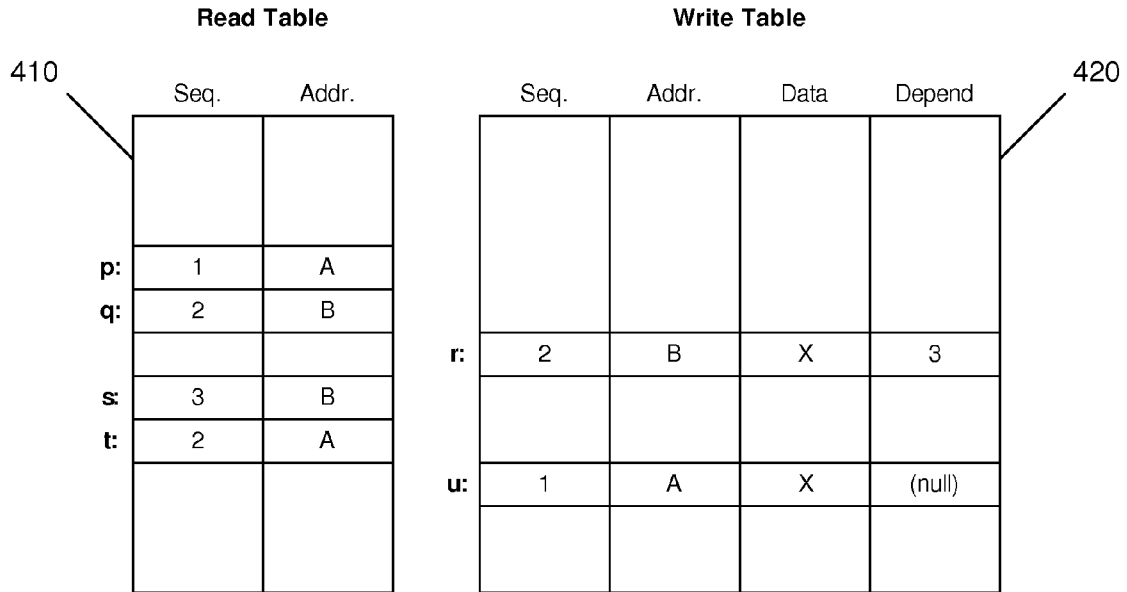 Read Table Write Table
410 420
Seq. Addr. Seq. Addr. Data Depend
p: 1 A
q: 2 B
r: 2 B X 3
s: 3 B
t: 2 A
u: 1 A X (null)